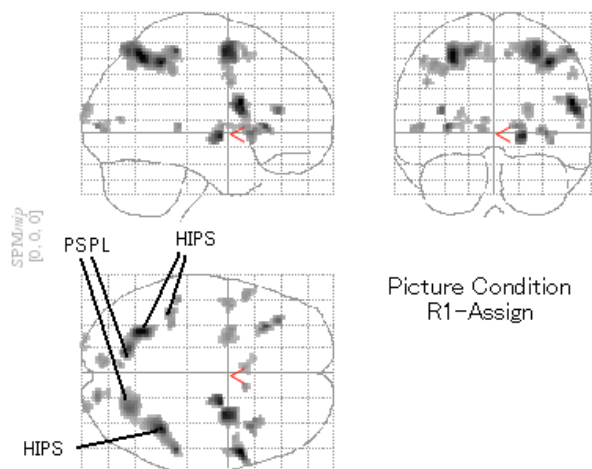 SPMmip
[0, 0, 0]
PSPL
HIPS
Picture Condition
R1-Assign
HIPS